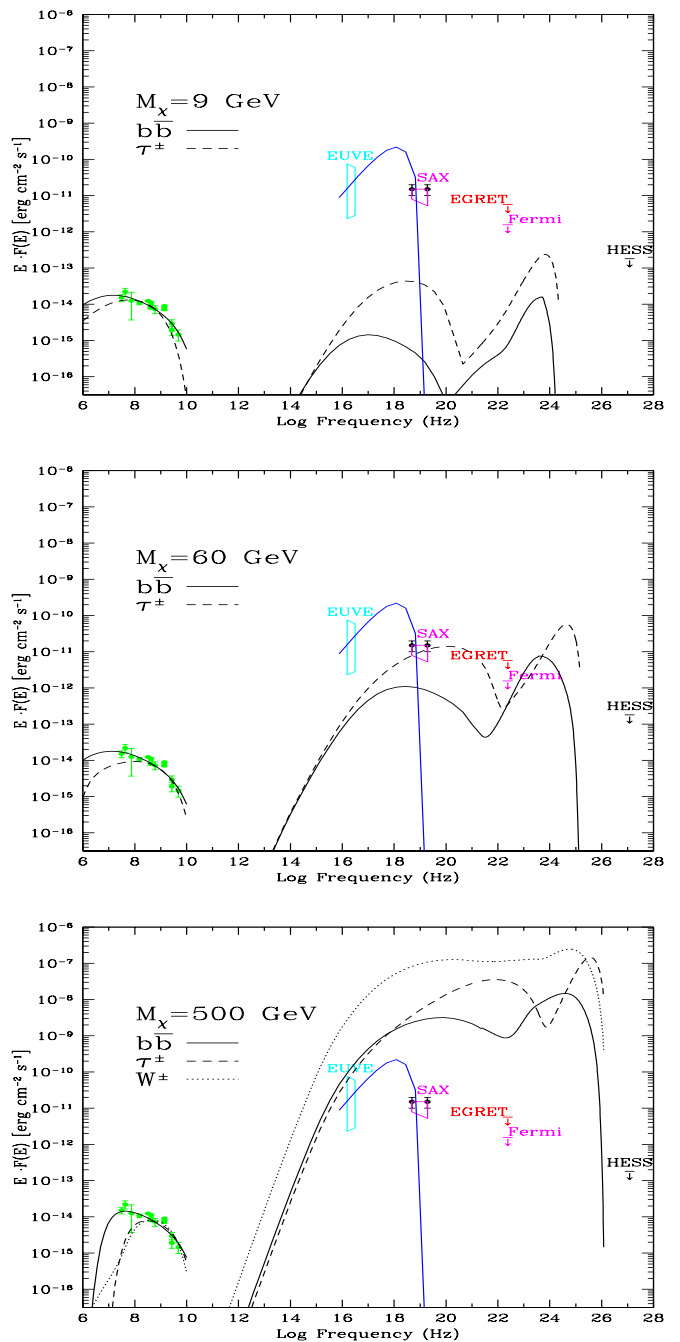 10⁻⁶
10⁻⁷
10⁻⁸
10⁻⁹
10⁻¹⁰
10⁻¹¹
10⁻¹²
10⁻¹³
10⁻¹⁴
10⁻¹⁵
10⁻¹⁶
E ·F(E) [erg cm⁻² s⁻¹]
Mχ=9 GeV
bb̅
τ±
EUVE
SAX
EGRET
Fermi
HESS
6 8 10 12 14 16 18 20 22 24 26 28
Log Frequency (Hz)
10⁻⁶
10⁻⁷
10⁻⁸
10⁻⁹
10⁻¹⁰
10⁻¹¹
10⁻¹²
10⁻¹³
10⁻¹⁴
10⁻¹⁵
10⁻¹⁶
E ·F(E) [erg cm⁻² s⁻¹]
Mχ=60 GeV
bb̅
τ±
EUVE
SAX
EGRET
Fermi
HESS
6 8 10 12 14 16 18 20 22 24 26 28
Log Frequency (Hz)
10⁻⁶
10⁻⁷
10⁻⁸
10⁻⁹
10⁻¹⁰
10⁻¹¹
10⁻¹²
10⁻¹³
10⁻¹⁴
10⁻¹⁵
10⁻¹⁶
E ·F(E) [erg cm⁻² s⁻¹]
Mχ=500 GeV
bb̅
τ±
W±
EUVE
SAX
EGRET
Fermi
HESS
6 8 10 12 14 16 18 20 22 24 26 28
Log Frequency (Hz)